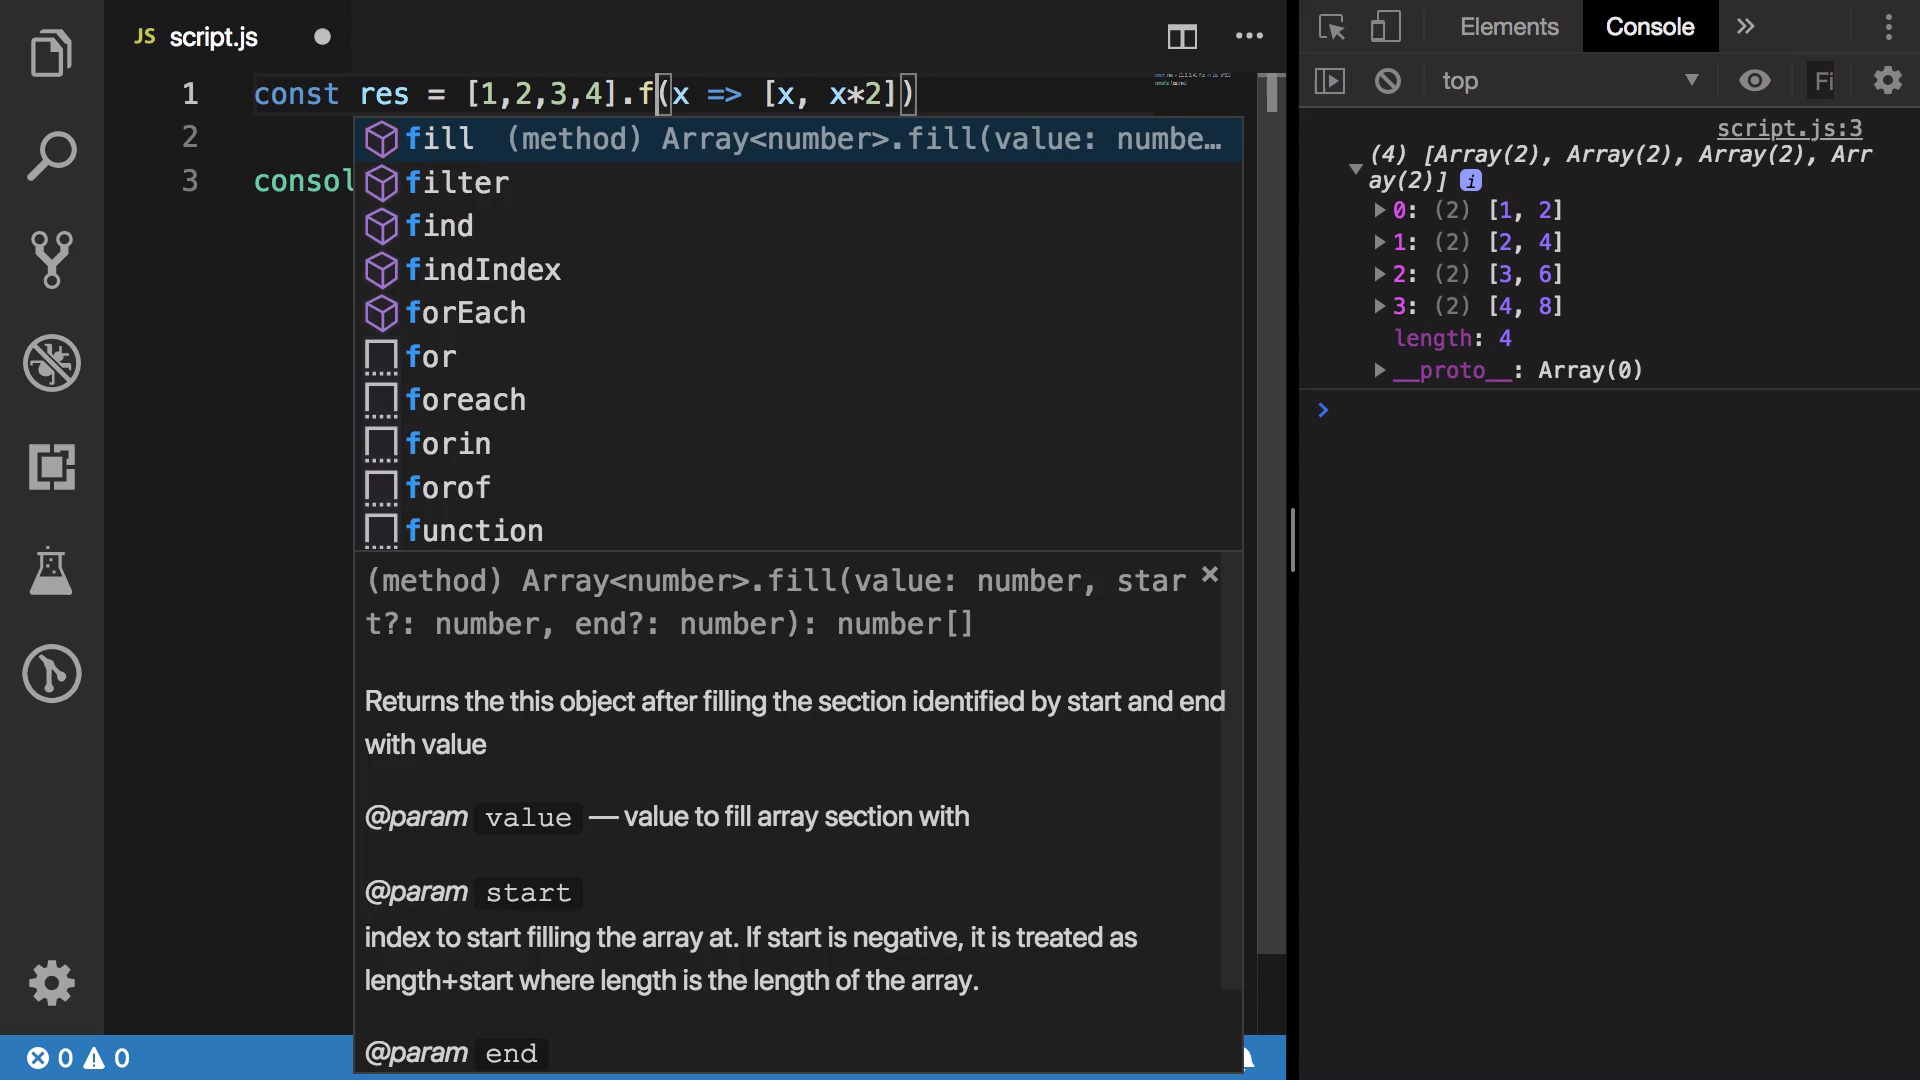 JS script.js
1 const res = [1,2,3,4].f(x => [x, x*2])
2
3 consol
fill (method) Array<number>.fill(value: numbe…
filter
find
findIndex
forEach
for
foreach
forin
forof
function
(method) Array<number>.fill(value: number, star
t?: number, end?: number): number[]
Returns the this object after filling the section identified by start and end
with value
@param value — value to fill array section with
@param start
index to start filling the array at. If start is negative, it is treated as
length+start where length is the length of the array.
@param end
0 0
Elements Console
top Fi
script.js:3
(4) [Array(2), Array(2), Array(2), Arr
ay(2)] i
0: (2) [1, 2]
1: (2) [2, 4]
2: (2) [3, 6]
3: (2) [4, 8]
length: 4
__proto__: Array(0)